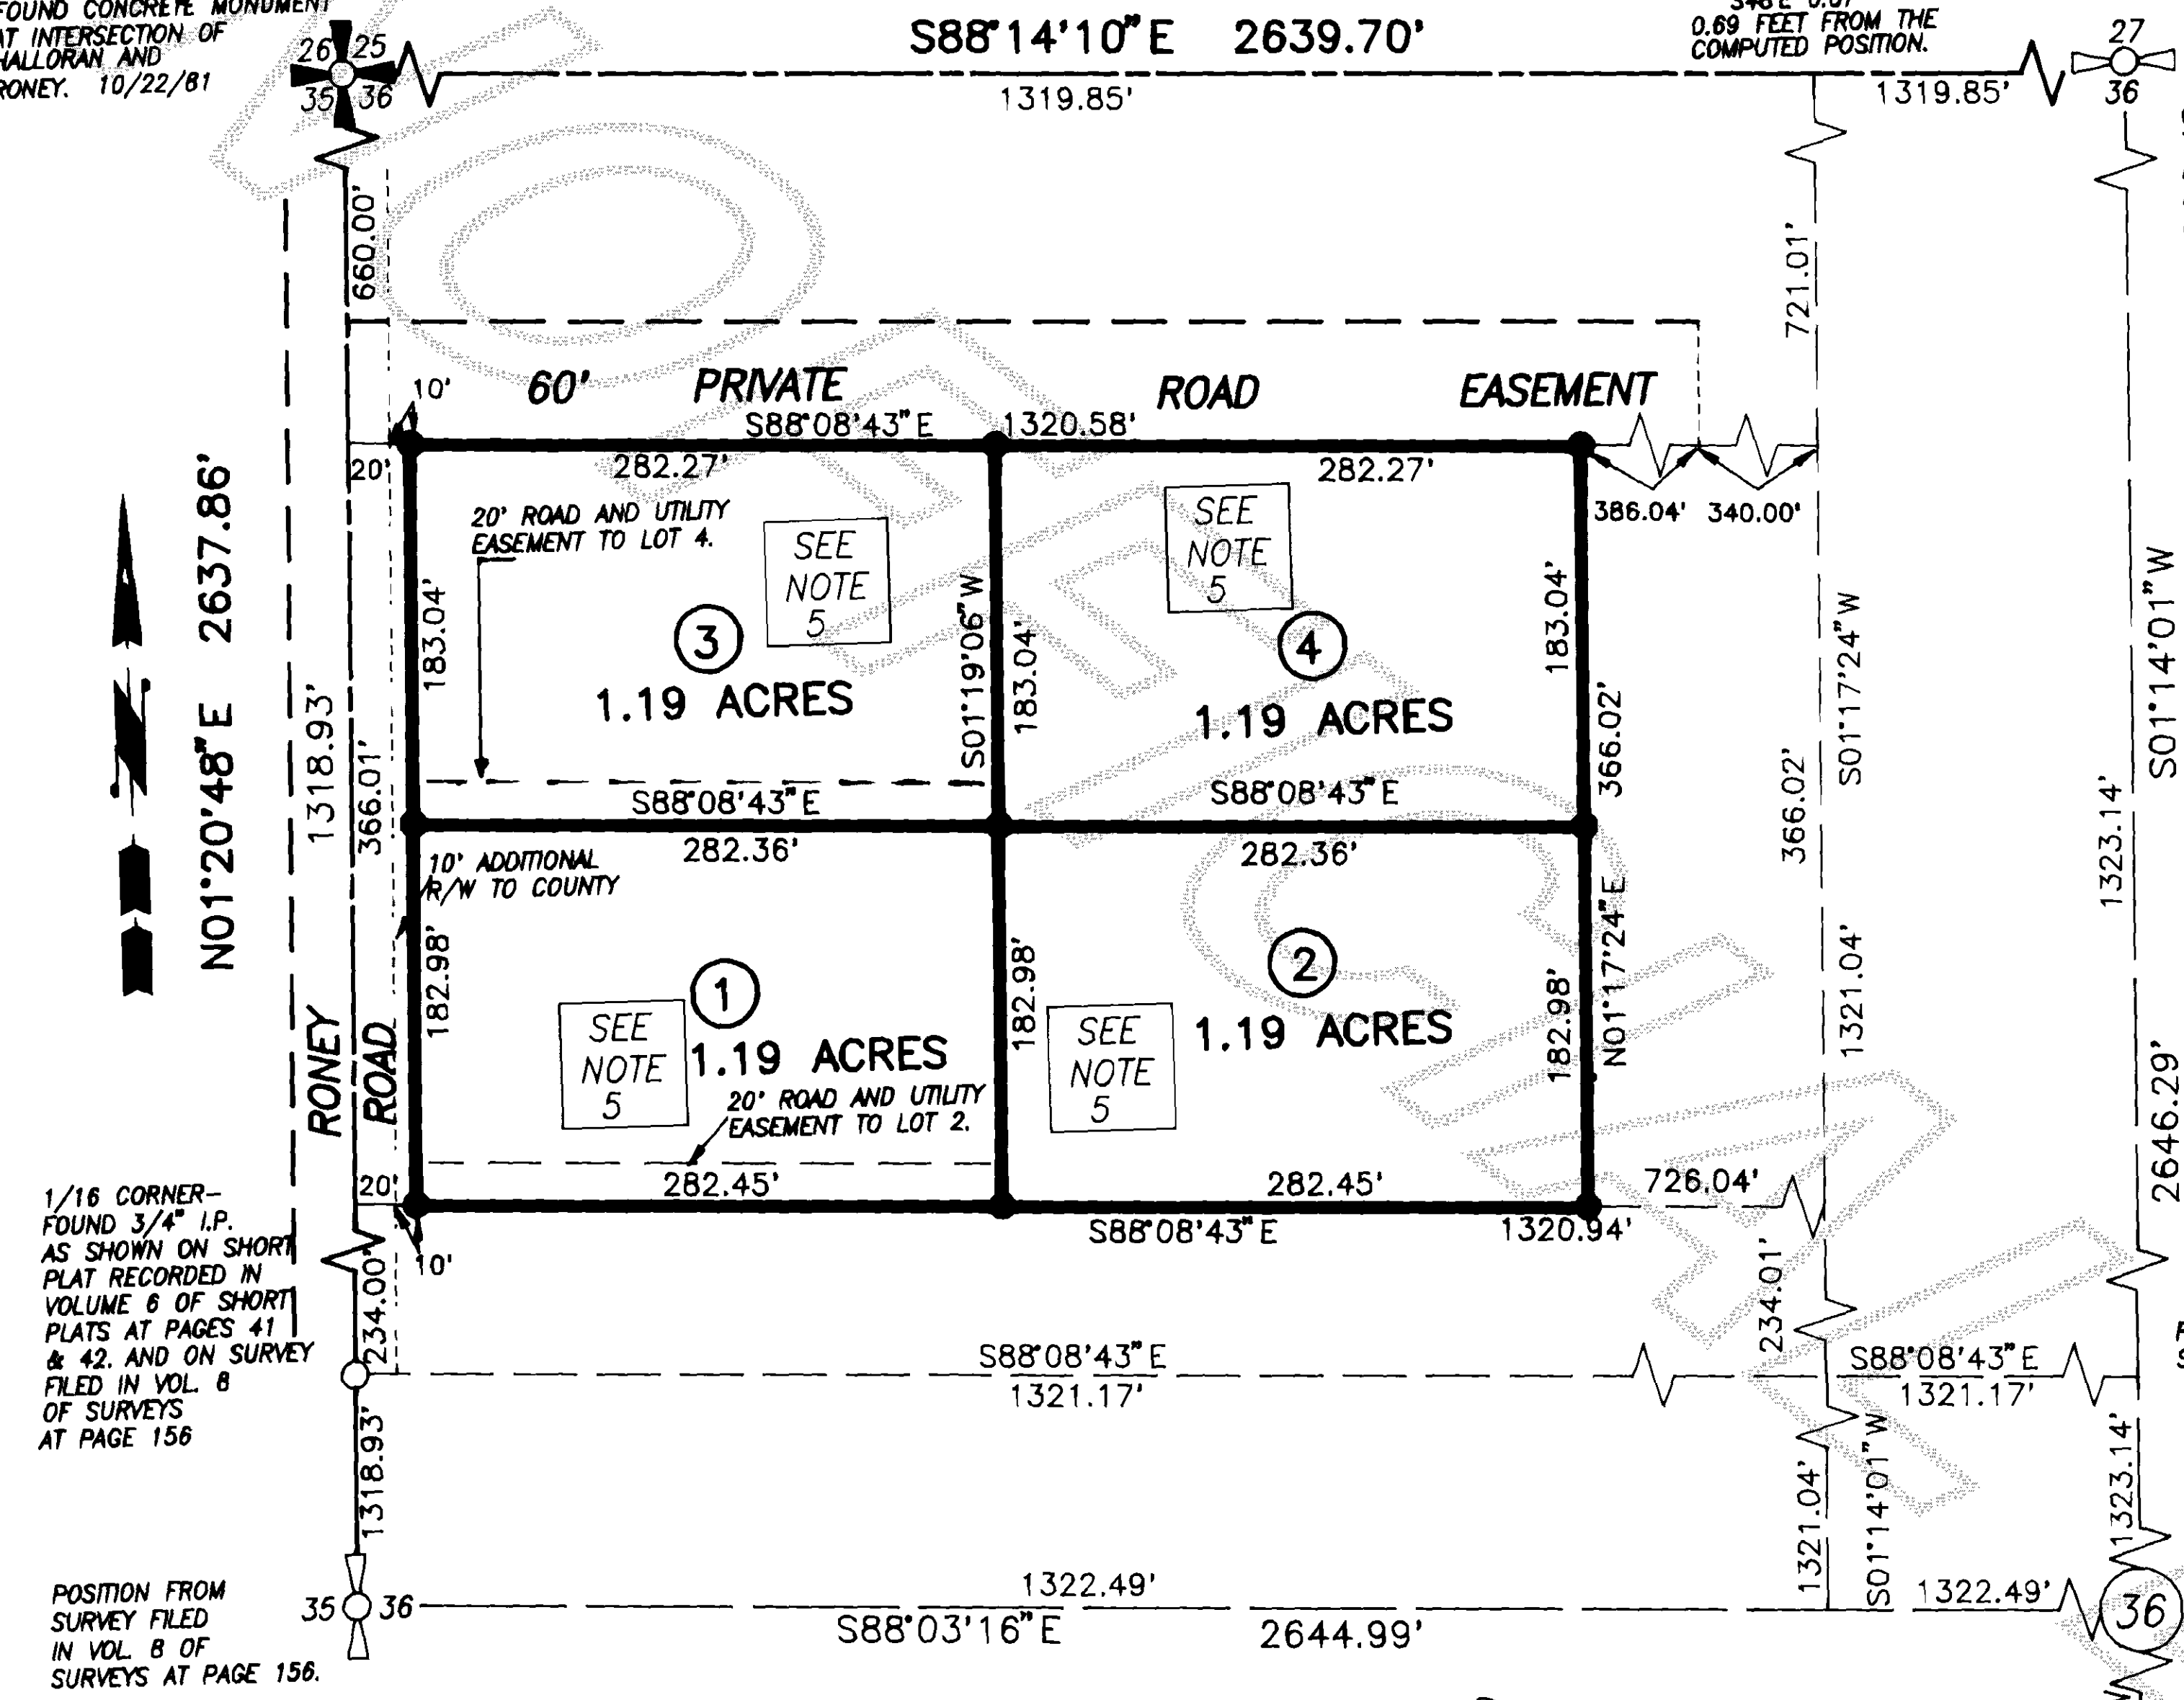 FOUND CONCRETE MONUMENT
AT INTERSECTION OF
HALLORAN AND
RONEY. 10/22/81
26 25
35 36
S88°14'10"E 2639.70'
1319.85'
0.69 FEET FROM THE
COMPUTED POSITION.
1319.85'
27
36
660.00'
721.01'
10'
60' PRIVATE ROAD EASEMENT
S88°08'43"E 1320.58'
20'
282.27'
282.27'
386.04' 340.00'
20' ROAD AND UTILITY
EASEMENT TO LOT 4.
SEE
NOTE
5
SEE
NOTE
5
N01°20'48"E 2637.86'
N
1318.93'
366.01'
183.04'
3
1.19 ACRES
S01°19'06"W
183.04'
4
1.19 ACRES
183.04'
366.02'
366.02'
S01°17'24"W
1323.14'
S01°14'01"W
S88°08'43"E
282.36'
S88°08'43"E
282.36'
10' ADDITIONAL
R/W TO COUNTY
182.98'
1
1.19 ACRES
SEE
NOTE
5
20' ROAD AND UTILITY
EASEMENT TO LOT 2.
182.98'
2
1.19 ACRES
SEE
NOTE
5
182.98'
N01°17'24"E
1321.04'
2646.29'
RONEY
ROAD
20'
282.45'
282.45'
726.04'
S88°08'43"E
1320.94'
10'
1/16 CORNER-
FOUND 3/4" I.P.
AS SHOWN ON SHORT
PLAT RECORDED IN
VOLUME 6 OF SHORT
PLATS AT PAGES 41
& 42. AND ON SURVEY
FILED IN VOL. 8
OF SURVEYS
AT PAGE 156
234.00'
234.01'
S88°08'43"E
1321.17'
S88°08'43"E
1321.17'
1318.93'
1321.04'
S01°14'01"W
1323.14'
POSITION FROM
SURVEY FILED
IN VOL. 8 OF
SURVEYS AT PAGE 156.
35 36
1322.49'
S88°03'16"E 2644.99'
1322.49'
36